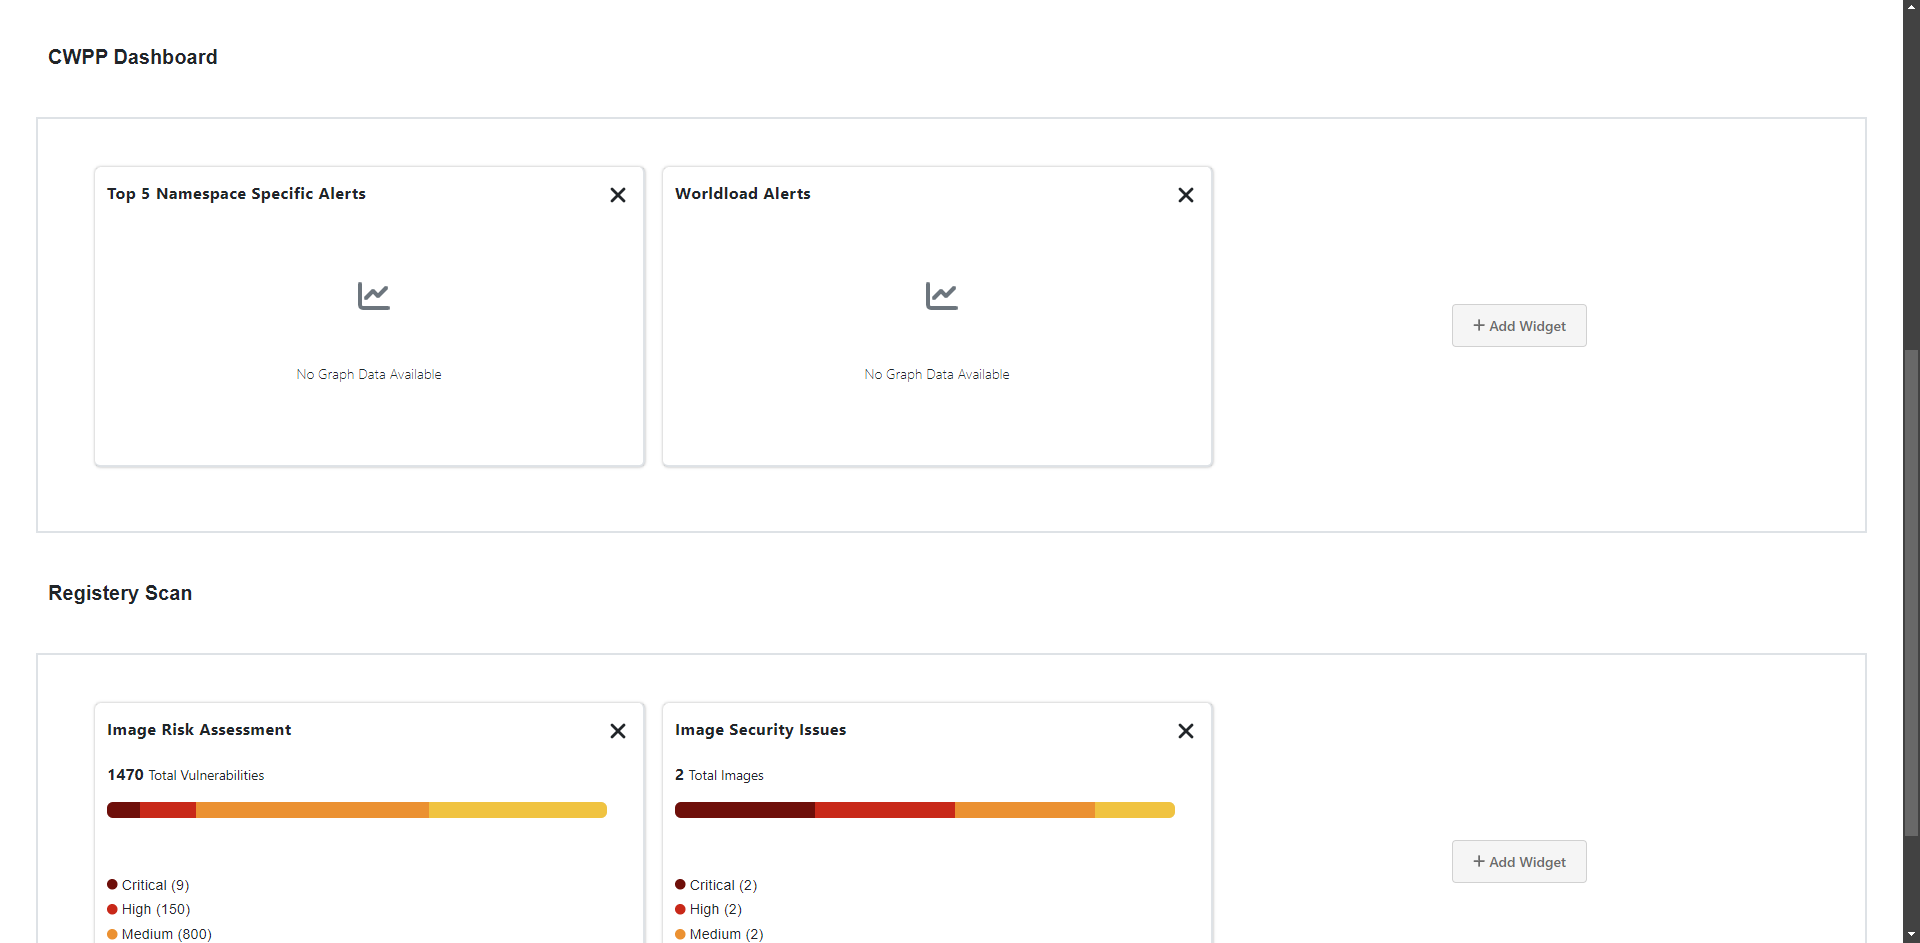 CWPP Dashboard
Top 5 Namespace Specific Alerts
Worldload Alerts
No Graph Data Available
No Graph Data Available
+ Add Widget
Registery Scan
Image Risk Assessment
1470 Total Vulnerabilities
Critical (9)
High (150)
Medium (800)
Image Security Issues
2 Total Images
Critical (2)
High (2)
Medium (2)
+ Add Widget